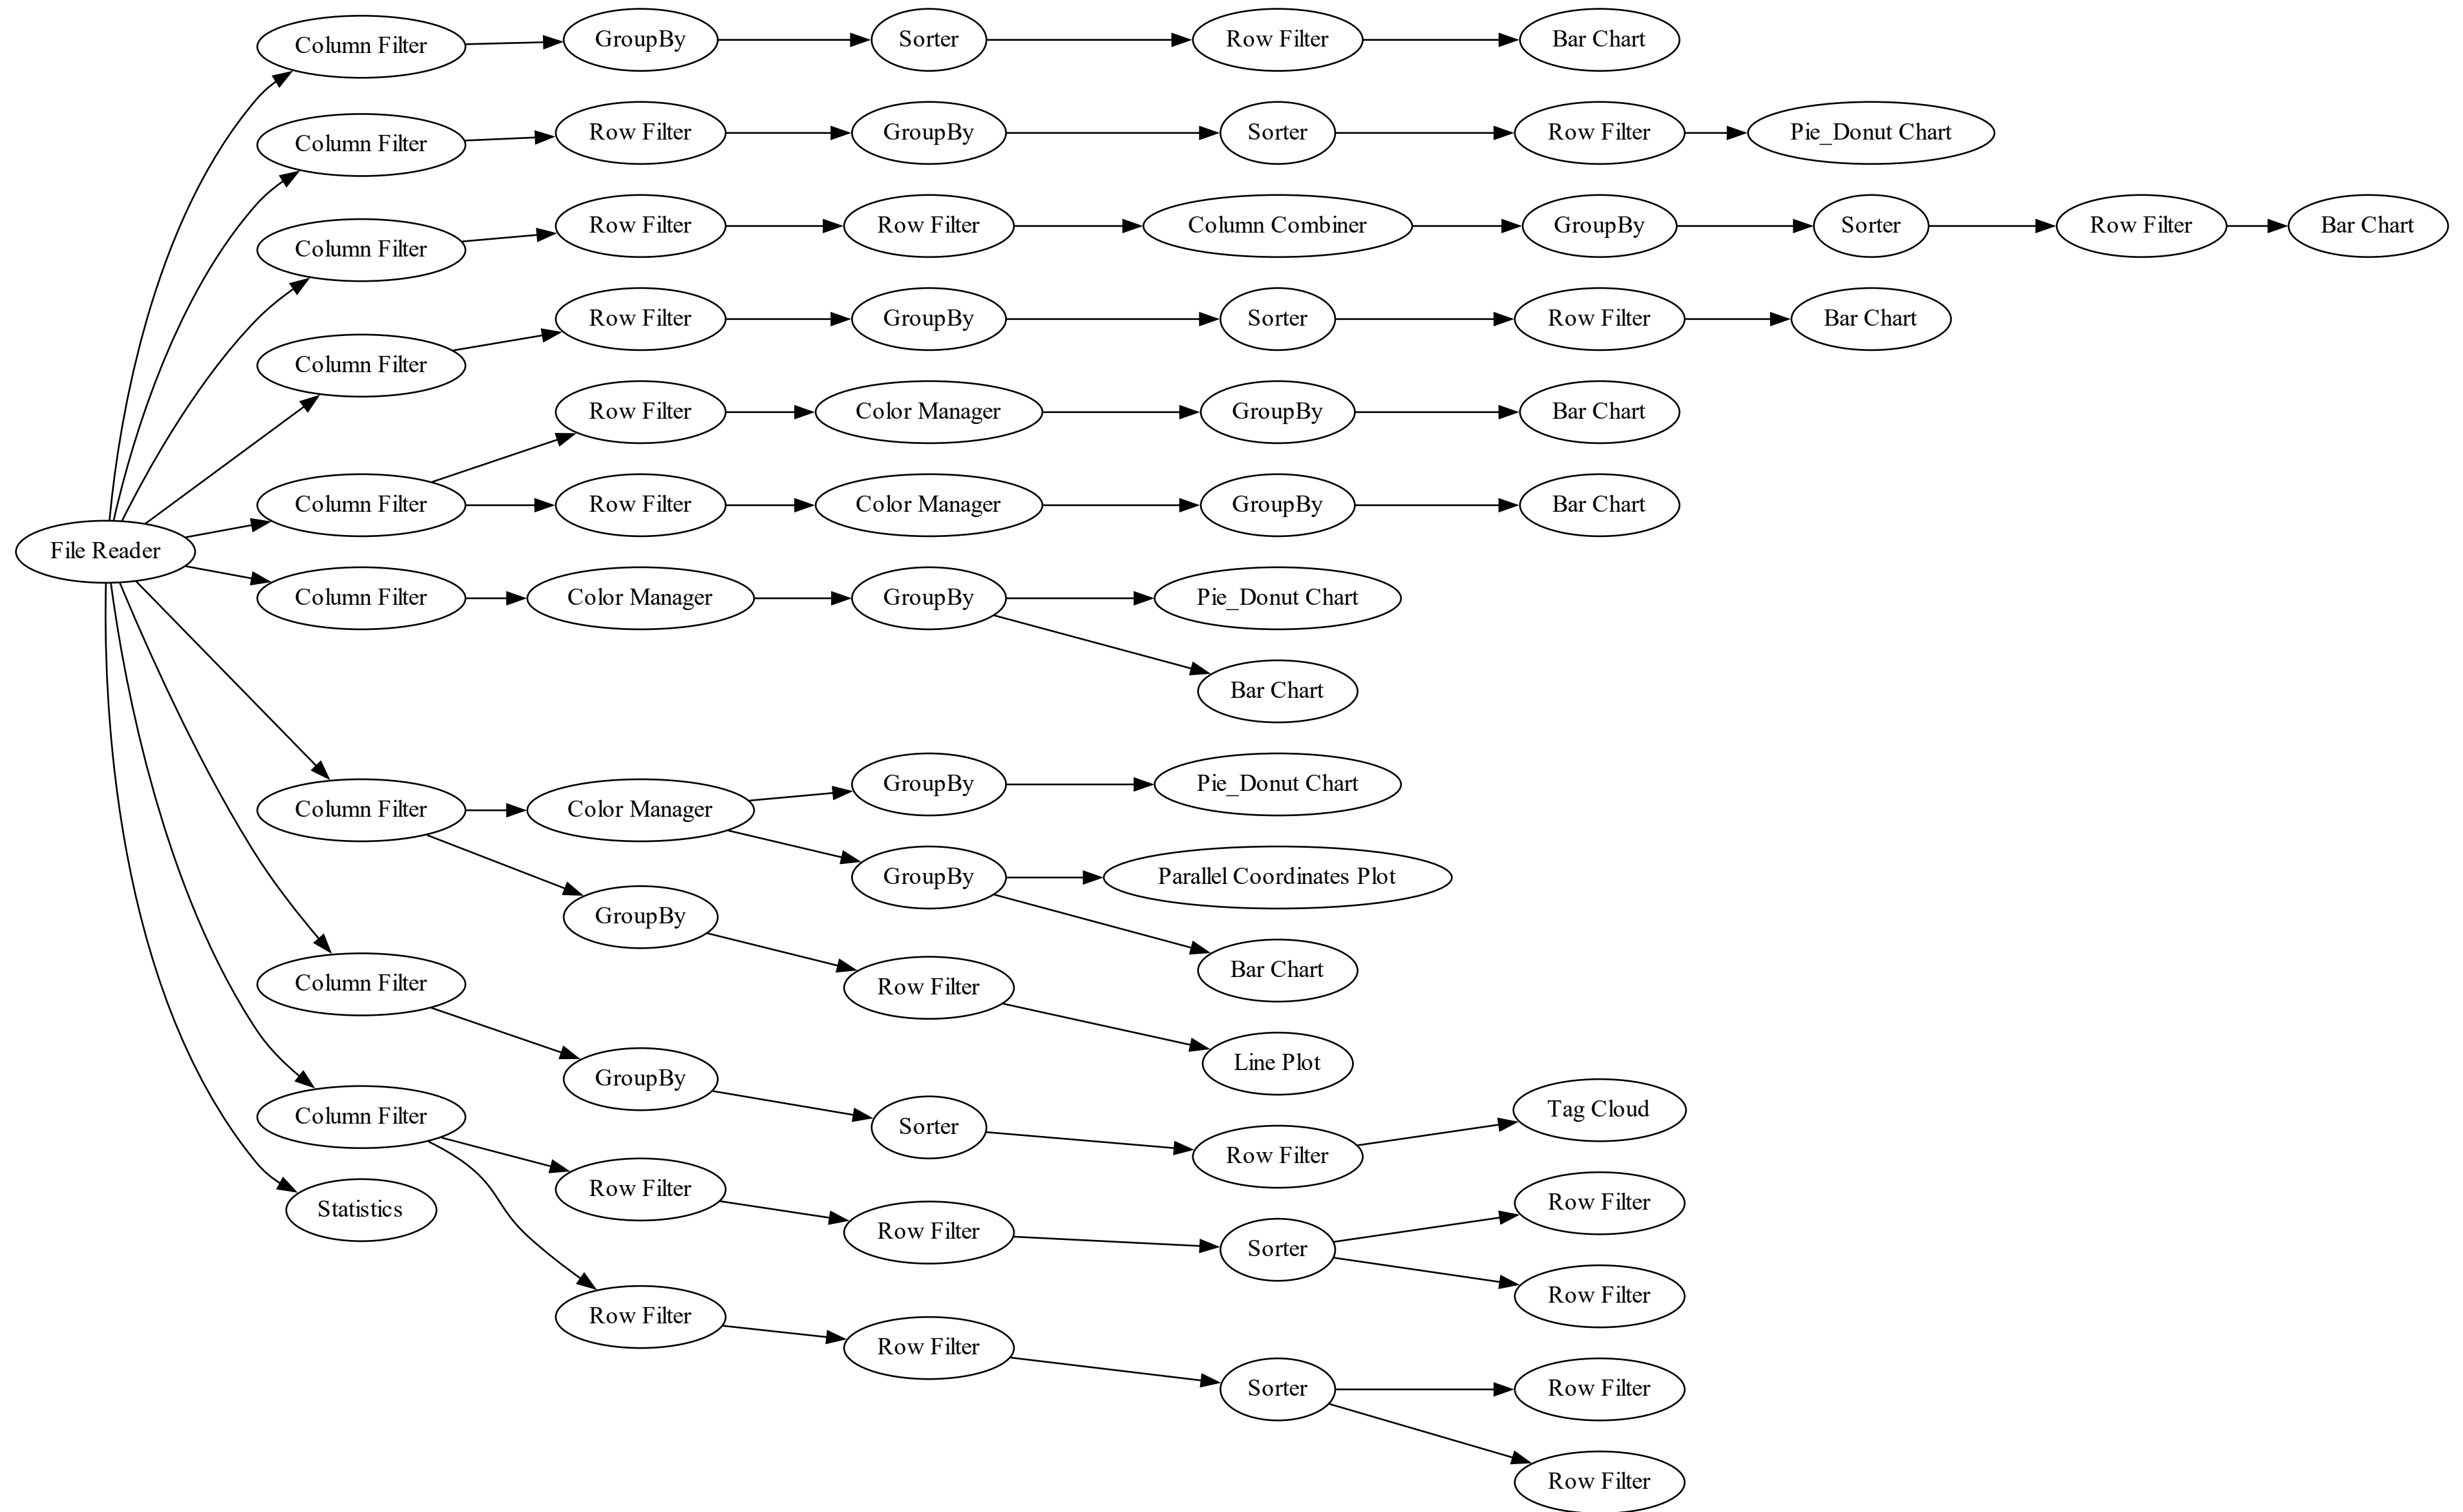 Column Filter
GroupBy
Sorter
Row Filter
Bar Chart
Column Filter
Row Filter
GroupBy
Sorter
Row Filter
Pie_Donut Chart
Column Filter
Row Filter
Row Filter
Column Combiner
GroupBy
Sorter
Row Filter
Bar Chart
Column Filter
Row Filter
GroupBy
Sorter
Row Filter
Bar Chart
Row Filter
Color Manager
GroupBy
Bar Chart
Column Filter
Row Filter
Color Manager
GroupBy
Bar Chart
File Reader
Column Filter
Color Manager
GroupBy
Pie_Donut Chart
Bar Chart
Column Filter
Color Manager
GroupBy
Pie_Donut Chart
GroupBy
Parallel Coordinates Plot
GroupBy
Bar Chart
Column Filter
Row Filter
Line Plot
GroupBy
Sorter
Row Filter
Tag Cloud
Column Filter
Row Filter
Row Filter
Sorter
Row Filter
Row Filter
Statistics
Row Filter
Row Filter
Sorter
Row Filter
Row Filter